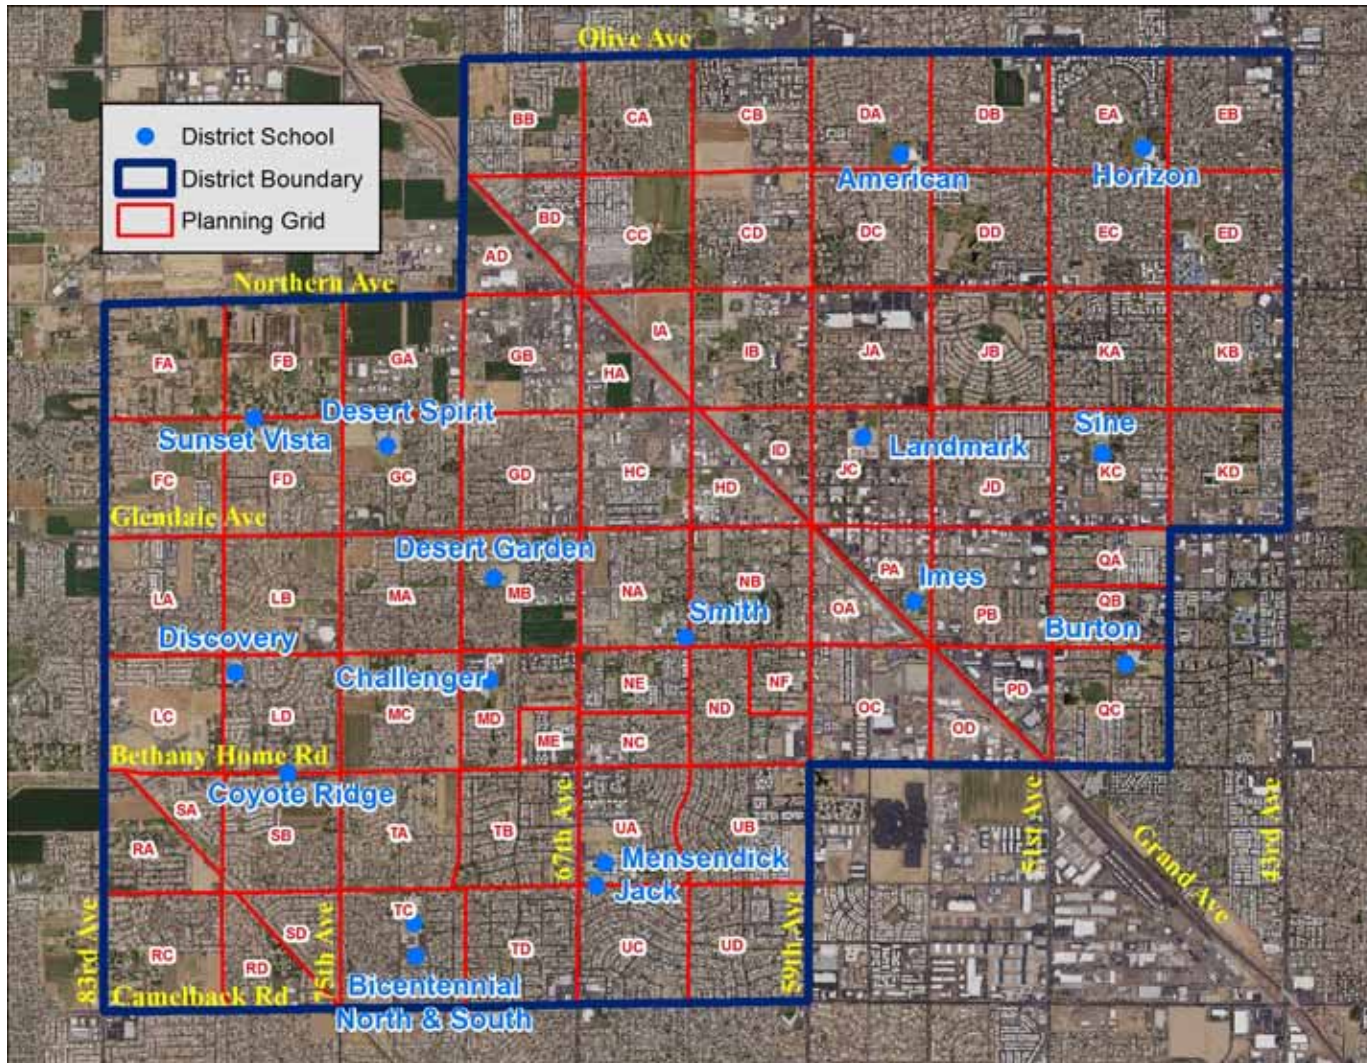 Olive Ave
District School
District Boundary
Planning Grid
BB
CA
CB
DA
DB
EA
EB
American
Horizon
BD
AD
CC
CD
DC
DD
EC
ED
Northern Ave
FA
FB
GA
GB
HA
IA
IB
JA
JB
KA
KB
Sunset Vista
Desert Spirit
Landmark
Sine
FC
FD
GC
GD
HC
HD
ID
JC
JD
KC
KD
Glendale Ave
Desert Garden
LA
LB
MA
MB
NA
NB
OA
PA
Imes
PB
QA
QB
Smith
Burton
Discovery
Challenger
LC
LD
MC
MD
ME
NE
NC
ND
NF
OC
OD
PD
QC
Bethany Home Rd
Coyote Ridge
SA
RA
SB
TA
TB
67th Ave
UA
UB
Mensendick
Jack
51st Ave
Grand Ave
43rd Ave
83rd Ave
RC
RD
SD
75th Ave
TC
TD
UC
UD
59th Ave
Camelback Rd
Bicentennial
North & South